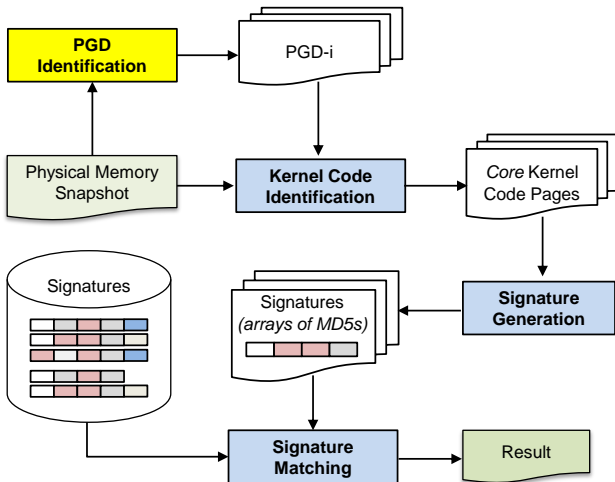 PGD
Identification
PGD-i
Physical Memory
Snapshot
Kernel Code
Identification
Core Kernel
Code Pages
Signatures
Signatures
(arrays of MD5s)
Signature
Generation
Signature
Matching
Result